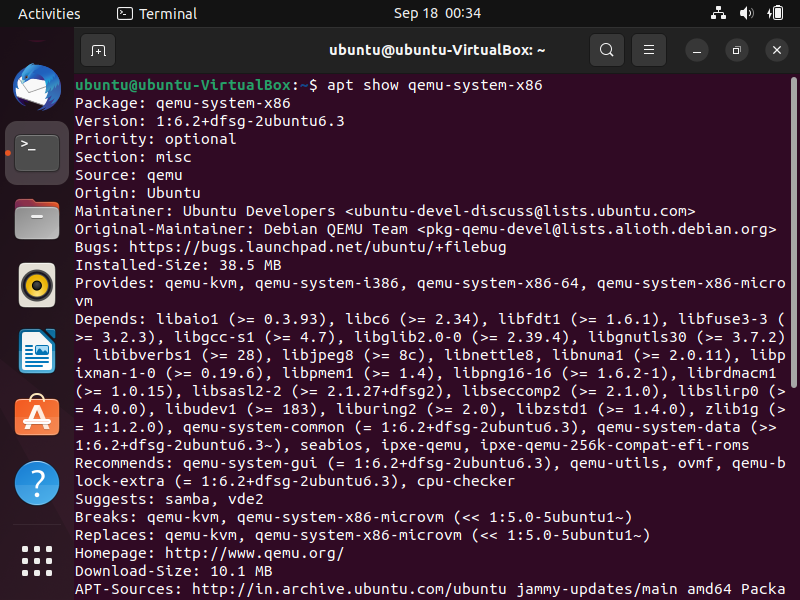 Activities
Terminal
Sep 18 00:34
ubuntu@ubuntu-VirtualBox: ~
ubuntu@ubuntu-VirtualBox:~$ apt show qemu-system-x86
Package: qemu-system-x86
Version: 1:6.2+dfsg-2ubuntu6.3
Priority: optional
Section: misc
Source: qemu
Origin: Ubuntu
Maintainer: Ubuntu Developers <ubuntu-devel-discuss@lists.ubuntu.com>
Original-Maintainer: Debian QEMU Team <pkg-qemu-devel@lists.alioth.debian.org>
Bugs: https://bugs.launchpad.net/ubuntu/+filebug
Installed-Size: 38.5 MB
Provides: qemu-kvm, qemu-system-i386, qemu-system-x86-64, qemu-system-x86-micro
vm
Depends: libaio1 (>= 0.3.93), libc6 (>= 2.34), libfdt1 (>= 1.6.1), libfuse3-3 (
>= 3.2.3), libgcc-s1 (>= 4.7), libglib2.0-0 (>= 2.39.4), libgnutls30 (>= 3.7.2)
, libibverbs1 (>= 28), libjpeg8 (>= 8c), libnettle8, libnuma1 (>= 2.0.11), libp
ixman-1-0 (>= 0.19.6), libpmem1 (>= 1.4), libpng16-16 (>= 1.6.2-1), librdmacm1
(>= 1.0.15), libsasl2-2 (>= 2.1.27+dfsg2), libseccomp2 (>= 2.1.0), libslirp0 (>
= 4.0.0), libudev1 (>= 183), liburing2 (>= 2.0), libzstd1 (>= 1.4.0), zlib1g (>
= 1:1.2.0), qemu-system-common (= 1:6.2+dfsg-2ubuntu6.3), qemu-system-data (>>
1:6.2+dfsg-2ubuntu6.3~), seabios, ipxe-qemu, ipxe-qemu-256k-compat-efi-roms
Recommends: qemu-system-gui (= 1:6.2+dfsg-2ubuntu6.3), qemu-utils, ovmf, qemu-b
lock-extra (= 1:6.2+dfsg-2ubuntu6.3), cpu-checker
Suggests: samba, vde2
Breaks: qemu-kvm, qemu-system-x86-microvm (<< 1:5.0-5ubuntu1~)
Replaces: qemu-kvm, qemu-system-x86-microvm (<< 1:5.0-5ubuntu1~)
Homepage: http://www.qemu.org/
Download-Size: 10.1 MB
APT-Sources: http://in.archive.ubuntu.com/ubuntu jammy-updates/main amd64 Packa